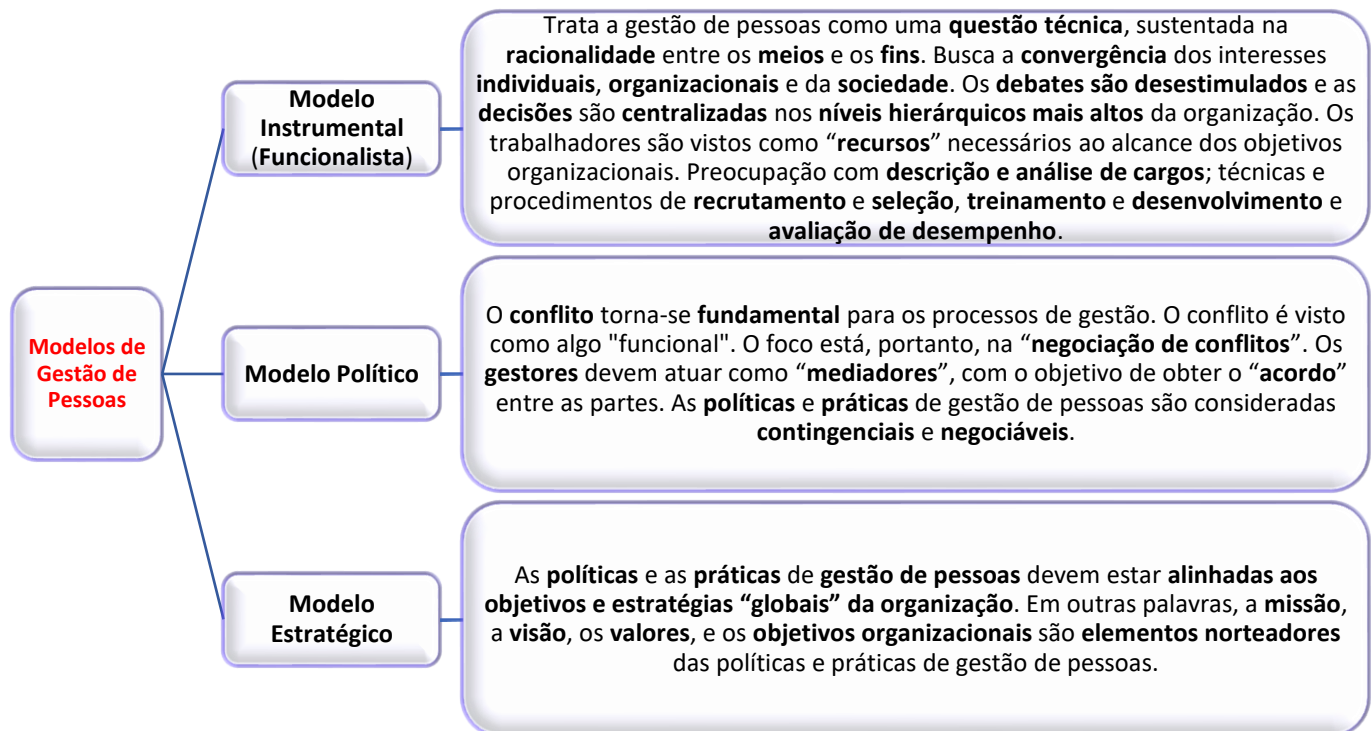 Modelos de
Gestão de
Pessoas
Modelo
Instrumental
(Funcionalista)
Trata a gestão de pessoas como uma questão técnica, sustentada na
racionalidade entre os meios e os fins. Busca a convergência dos interesses
individuais, organizacionais e da sociedade. Os debates são desestimulados e as
decisões são centralizadas nos níveis hierárquicos mais altos da organização. Os
trabalhadores são vistos como “recursos” necessários ao alcance dos objetivos
organizacionais. Preocupação com descrição e análise de cargos; técnicas e
procedimentos de recrutamento e seleção, treinamento e desenvolvimento e
avaliação de desempenho.
Modelo Político
O conflito torna-se fundamental para os processos de gestão. O conflito é visto
como algo "funcional". O foco está, portanto, na “negociação de conflitos”. Os
gestores devem atuar como “mediadores”, com o objetivo de obter o “acordo”
entre as partes. As políticas e práticas de gestão de pessoas são consideradas
contingenciais e negociáveis.
Modelo
Estratégico
As políticas e as práticas de gestão de pessoas devem estar alinhadas aos
objetivos e estratégias “globais” da organização. Em outras palavras, a missão,
a visão, os valores, e os objetivos organizacionais são elementos norteadores
das políticas e práticas de gestão de pessoas.